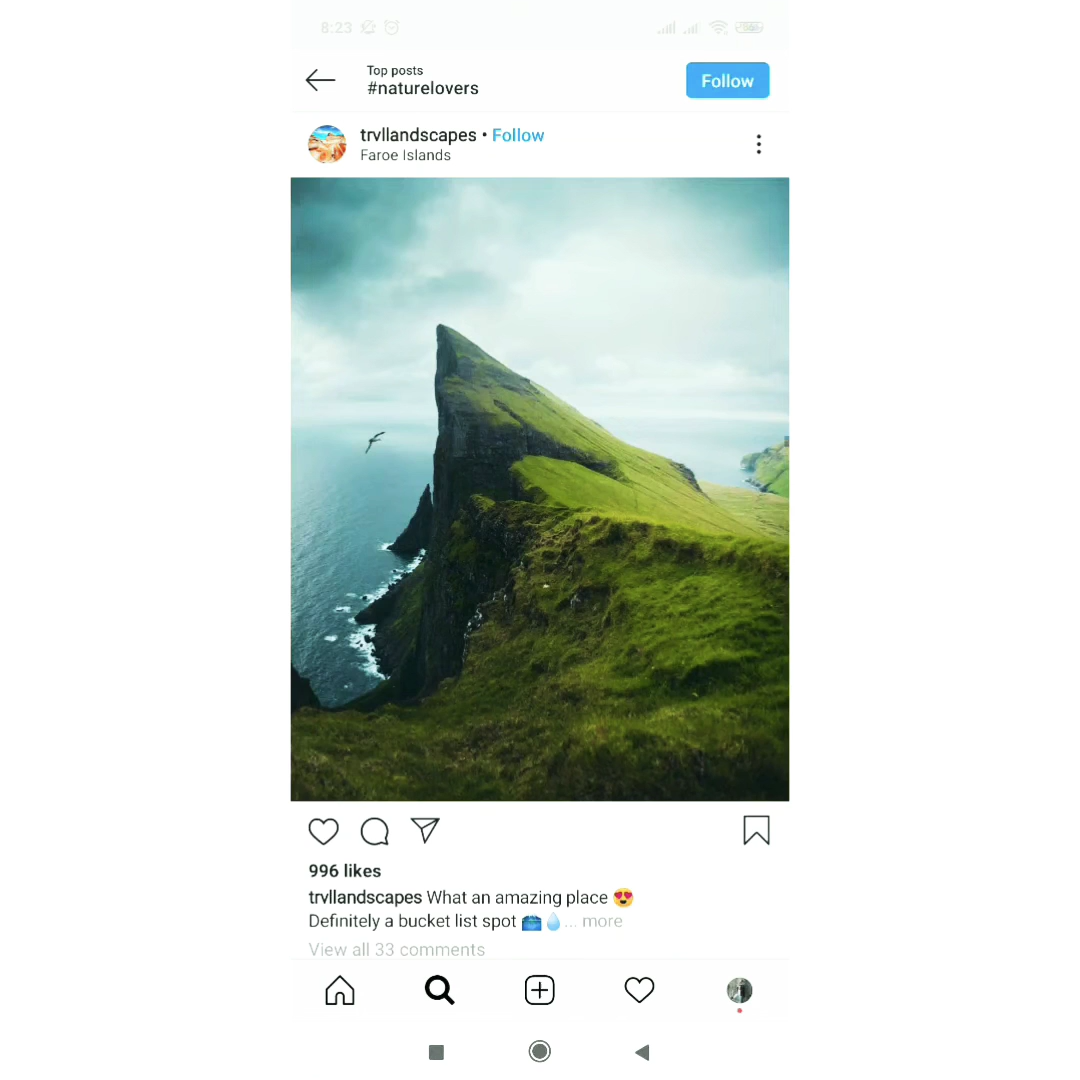 8:23
Top posts
#naturelovers
Follow
trvllandscapes • Follow
Faroe Islands
996 likes
trvllandscapes What an amazing place 😍
Definitely a bucket list spot 🌊💧... more
View all 33 comments